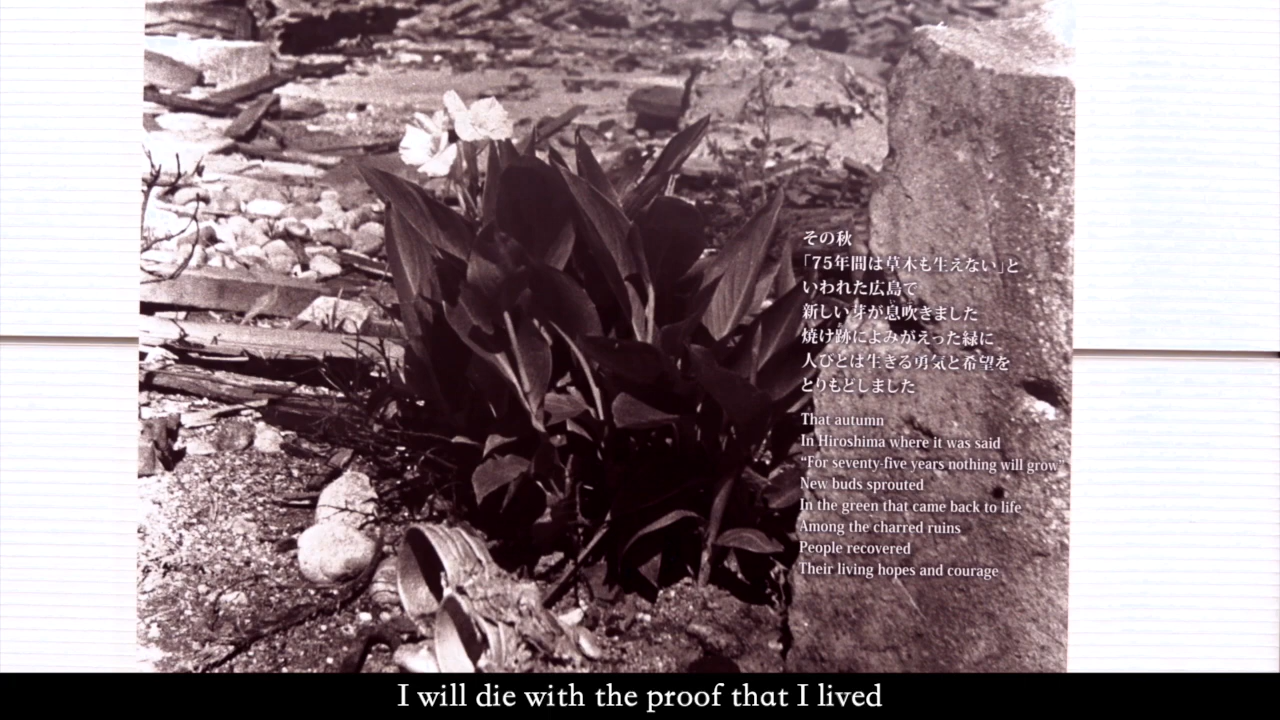 その秋
「75年間は草木も生えない」と
いわれた広島で
新しい芽が息吹きました
焼け跡によみがえった緑に
人びとは生きる勇気と希望を
とりもどしました
That autumn
In Hiroshima where it was said
“For seventy-five years nothing will grow”
New buds sprouted
In the green that came back to life
Among the charred ruins
People recovered
Their living hopes and courage
I will die with the proof that I lived